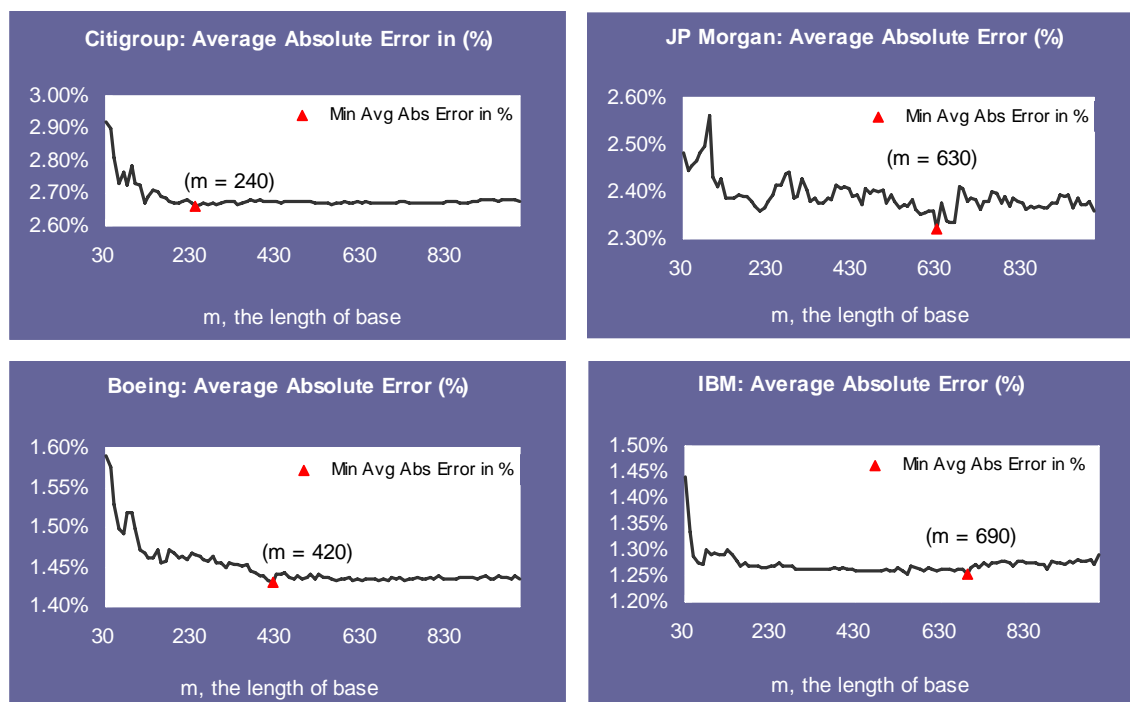 Citigroup: Average Absolute Error in (%)
3.00%
2.90%
2.80%
2.70%
2.60%
Min Avg Abs Error in %
(m = 240)
30 230 430 630 830
m, the length of base
JP Morgan: Average Absolute Error (%)
2.60%
2.50%
2.40%
2.30%
Min Avg Abs Error in %
(m = 630)
30 230 430 630 830
m, the length of base
Boeing: Average Absolute Error (%)
1.60%
1.55%
1.50%
1.45%
1.40%
Min Avg Abs Error in %
(m = 420)
30 230 430 630 830
m, the length of base
IBM: Average Absolute Error (%)
1.50%
1.45%
1.40%
1.35%
1.30%
1.25%
1.20%
Min Avg Abs Error in %
(m = 690)
30 230 430 630 830
m, the length of base